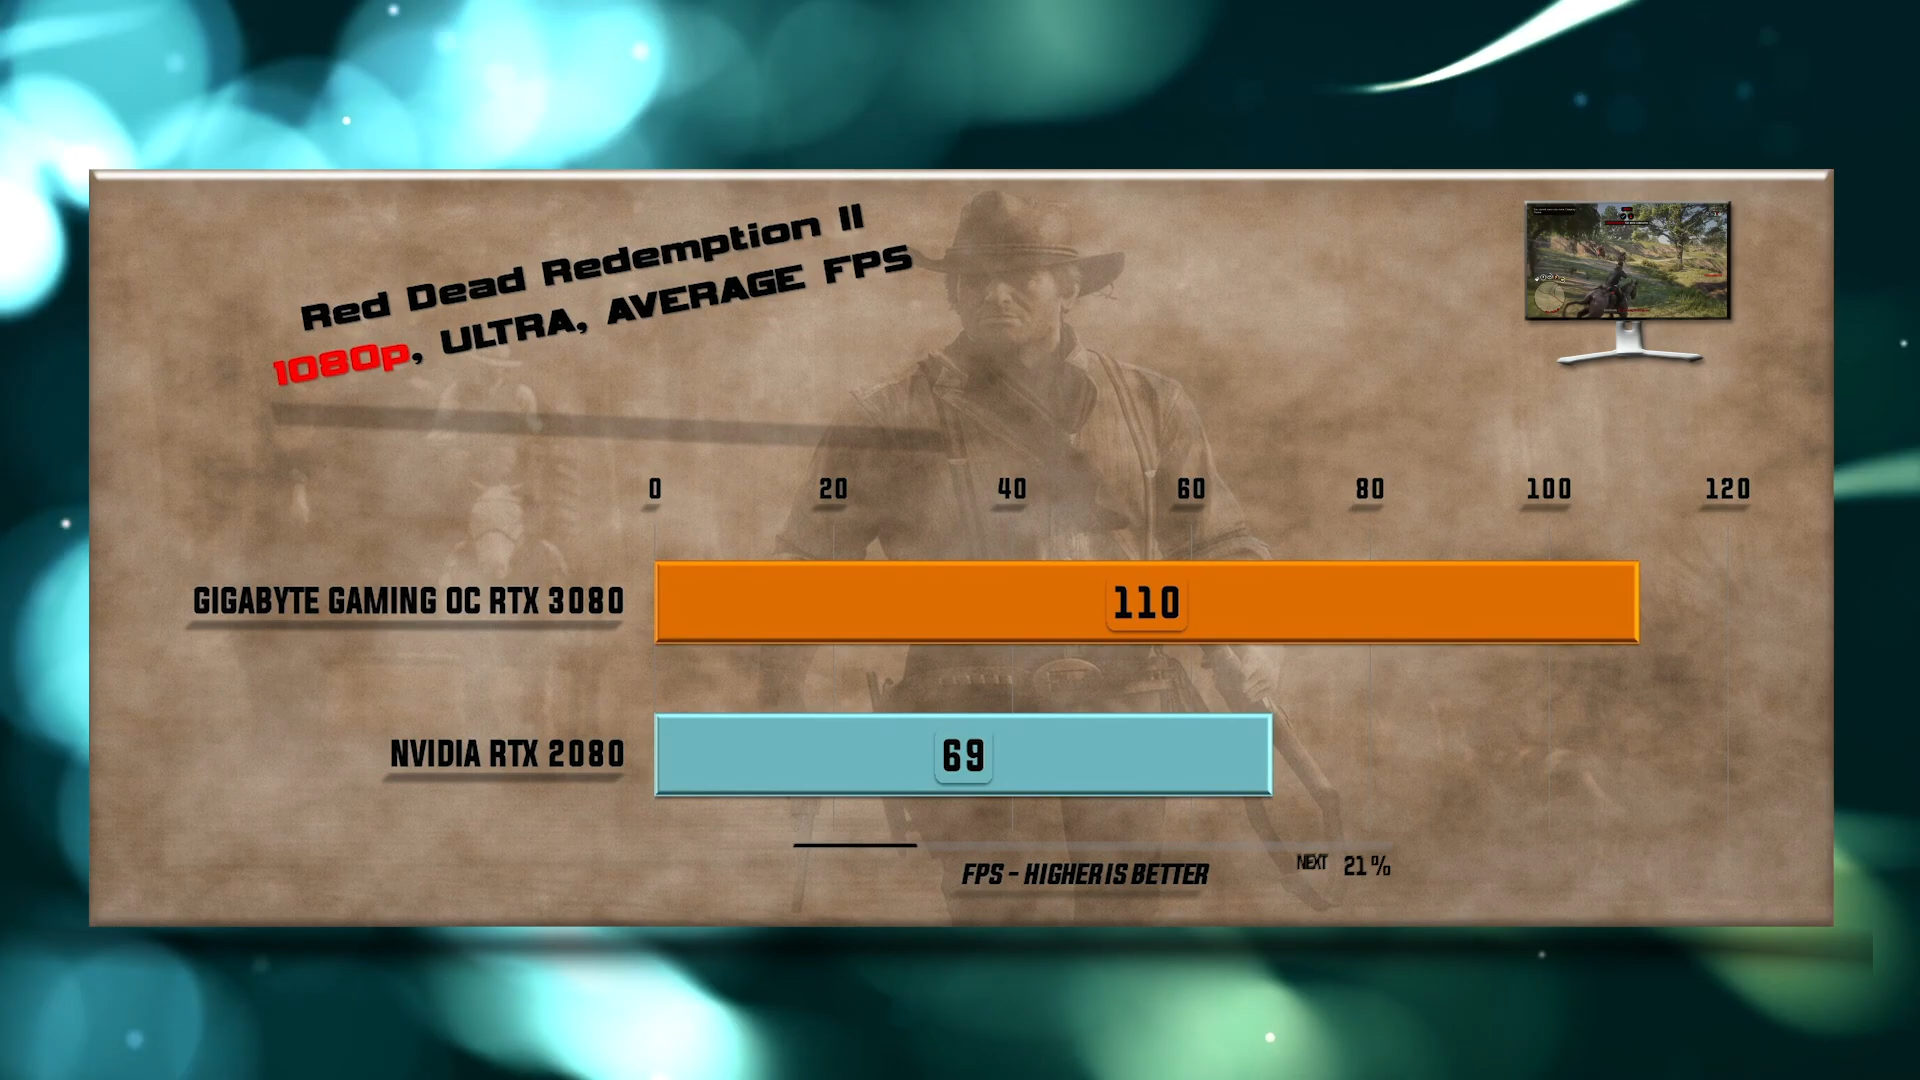 Red Dead Redemption II
1080p, ULTRA, AVERAGE FPS
0 20 40 60 80 100 120
GIGABYTE GAMING OC RTX 3080 110
NVIDIA RTX 2080 69
FPS - HIGHER IS BETTER
NEXT 21%